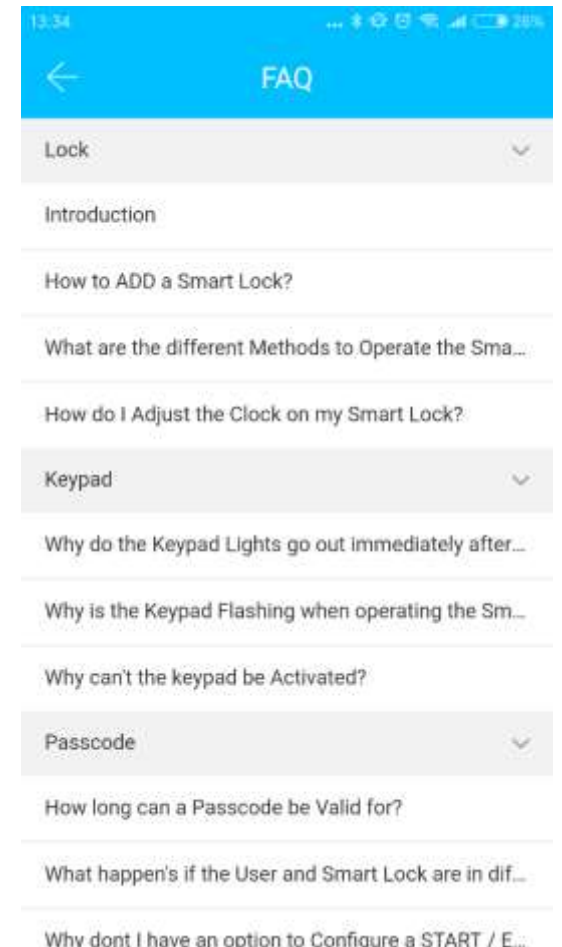 13:34 ... 26%
FAQ
Lock
Introduction
How to ADD a Smart Lock?
What are the different Methods to Operate the Sma...
How do I Adjust the Clock on my Smart Lock?
Keypad
Why do the Keypad Lights go out immediately after...
Why is the Keypad Flashing when operating the Sm...
Why can't the keypad be Activated?
Passcode
How long can a Passcode be Valid for?
What happen's if the User and Smart Lock are in dif...
Why dont I have an option to Configure a START / E...